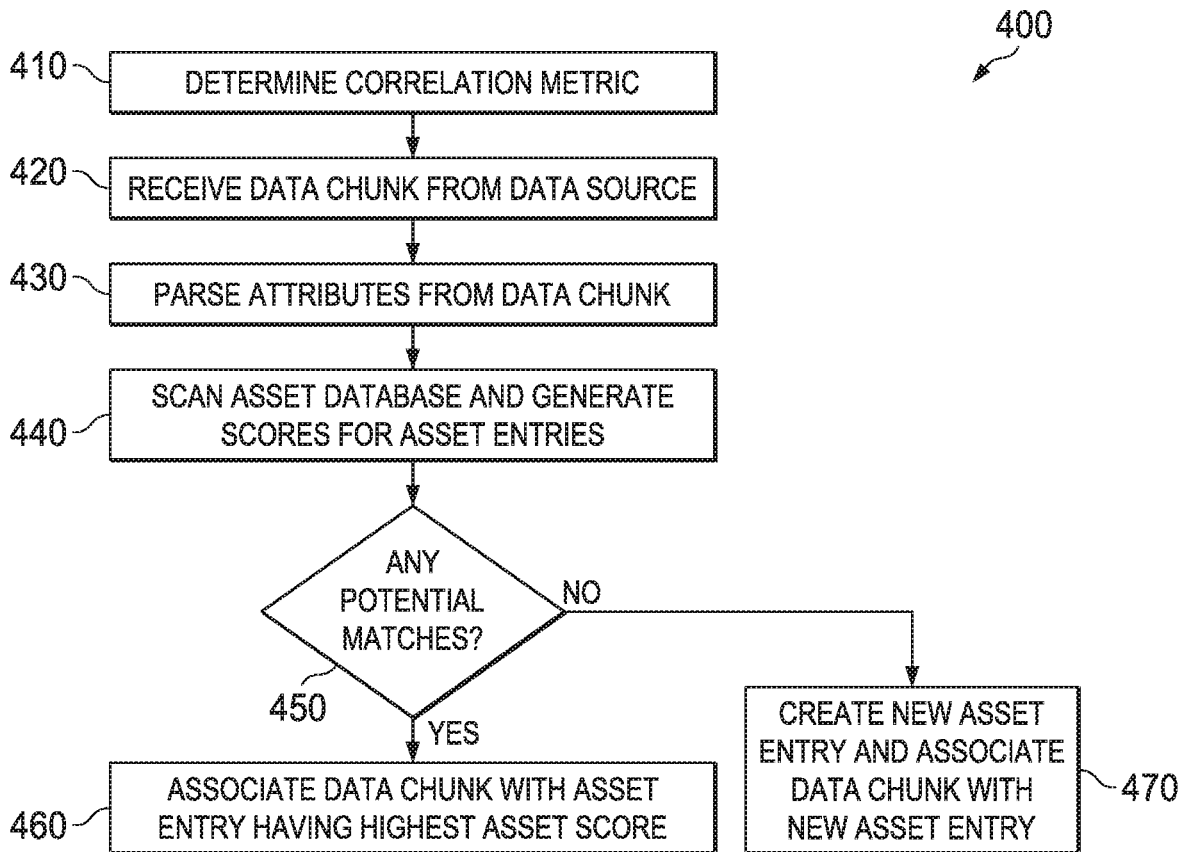 400
410
DETERMINE CORRELATION METRIC
420
RECEIVE DATA CHUNK FROM DATA SOURCE
430
PARSE ATTRIBUTES FROM DATA CHUNK
440
SCAN ASSET DATABASE AND GENERATE
SCORES FOR ASSET ENTRIES
ANY
POTENTIAL
MATCHES?
450
NO
YES
460
ASSOCIATE DATA CHUNK WITH ASSET
ENTRY HAVING HIGHEST ASSET SCORE
CREATE NEW ASSET
ENTRY AND ASSOCIATE
DATA CHUNK WITH
NEW ASSET ENTRY
470